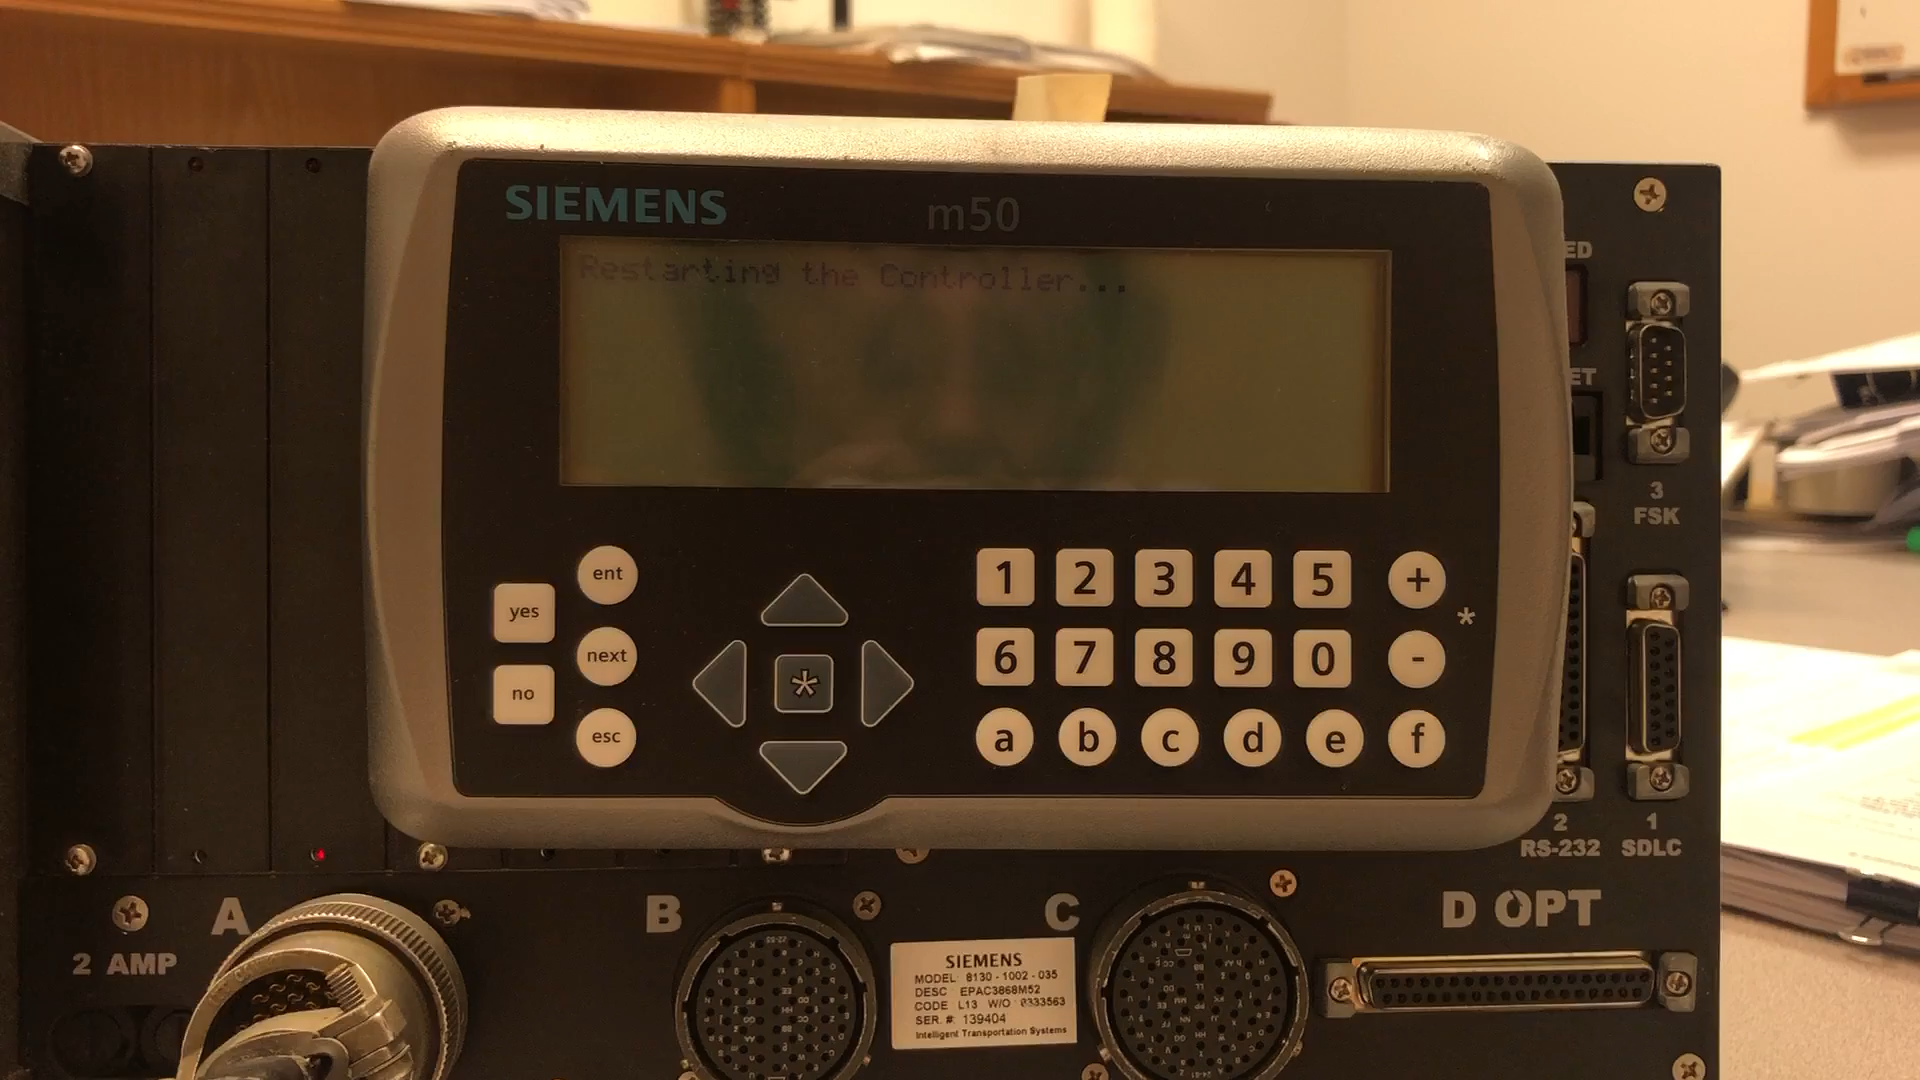 SIEMENS
m50
Restarting the Controller...
ent
yes
next
no
esc
*
1 2 3 4 5 +
*
6 7 8 9 0 -
a b c d e f
ED
ET
3
FSK
2
RS-232
1
SDLC
2 AMP
A
B
C
D OPT
SIEMENS
MODEL: 8130-1002-035
DESC EPAC3868M52
CODE L13 W/O: 0333563
SER. #: 139404
Intelligent Transportation Systems